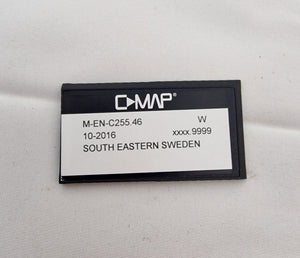 C-MAP®
M-EN-C255.46 W
10-2016 xxxx.9999
SOUTH EASTERN SWEDEN